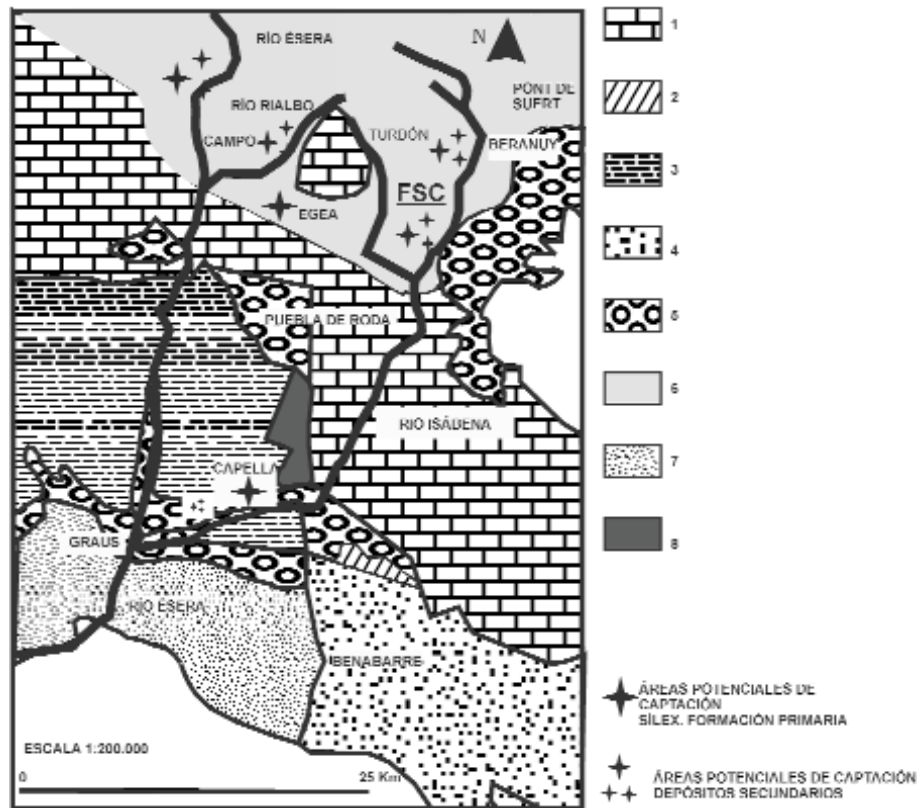 RÍO ÉSERA
N
RÍO RIALBO
PONT DE
SUERT
CAMPO
TURDÓN
BERANUY
FSC
EGEA
PUEBLA DE RODA
RIO ISÁBENA
CAPELLA
GRAUS
RÍO ESERA
BENABARRE
ESCALA 1:200.000
0 25 Km
1
2
3
4
5
6
7
8
ÁREAS POTENCIALES DE
CAPTACIÓN
SÍLEX. FORMACIÓN PRIMARIA
ÁREAS POTENCIALES DE CAPTACIÓN
DEPÓSITOS SECUNDARIOS